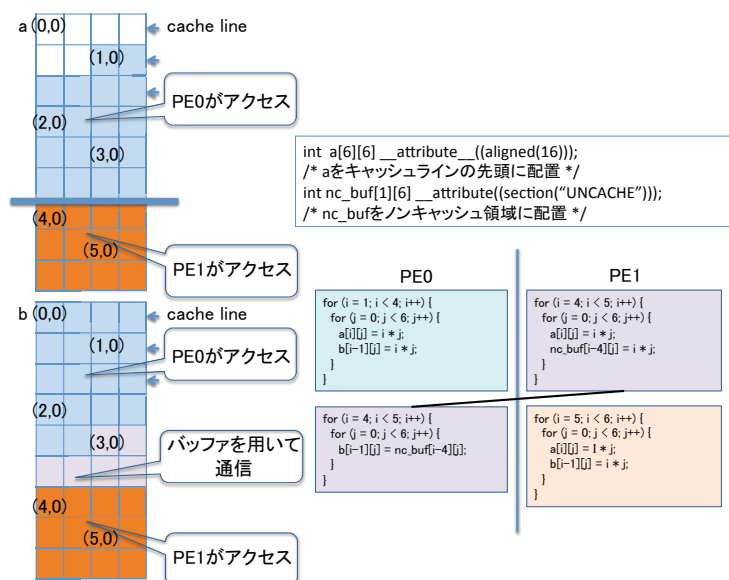 a (0,0)
cache line
(1,0)
PE0がアクセス
(2,0)
(3,0)
(4,0)
(5,0)
PE1がアクセス
b (0,0)
cache line
(1,0)
PE0がアクセス
(2,0)
(3,0)
バッファを用いて
通信
(4,0)
(5,0)
PE1がアクセス
int a[6][6] __attribute__((aligned(16)));
/* aをキャッシュラインの先頭に配置 */
int nc_buf[1][6] __attribute((section("UNCACHE")));
/* nc_bufをノンキャッシュ領域に配置 */
PE0
for (i = 1; i < 4; i++) {
for (j = 0; j < 6; j++) {
a[i][j] = i * j;
b[i-1][j] = i * j;
}
}
for (i = 4; i < 5; i++) {
for (j = 0; j < 6; j++) {
b[i-1][j] = nc_buf[i-4][j];
}
}
PE1
for (i = 4; i < 5; i++) {
for (j = 0; j < 6; j++) {
a[i][j] = i * j;
nc_buf[i-4][j] = i * j;
}
}
for (i = 5; i < 6; i++) {
for (j = 0; j < 6; j++) {
a[i][j] = I * j;
b[i-1][j] = i * j;
}
}